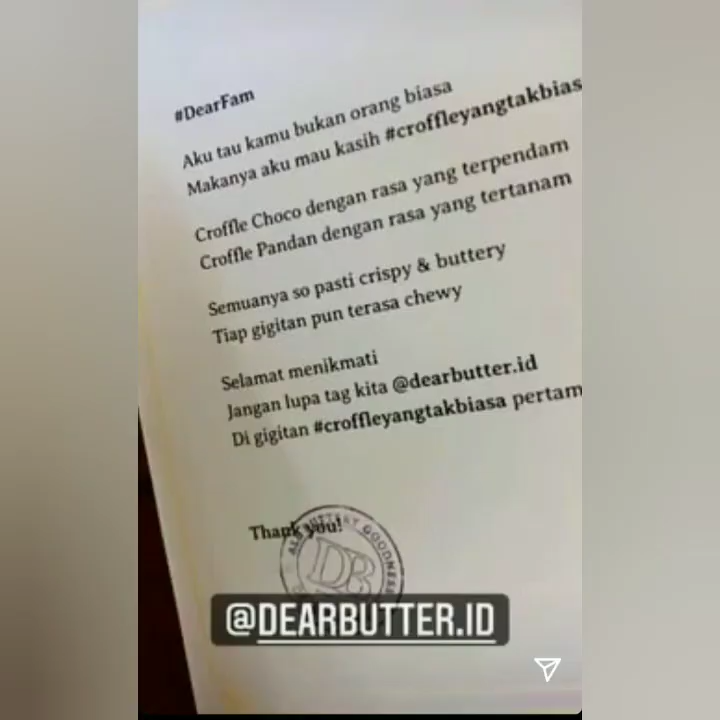 #DearFam
Aku tau kamu bukan orang biasa
Makanya aku mau kasih #croffleyangtakbias
Croffle Choco dengan rasa yang terpendam
Croffle Pandan dengan rasa yang tertanam
Semuanya so pasti crispy & buttery
Tiap gigitan pun terasa chewy
Selamat menikmati
Jangan lupa tag kita @dearbutter.id
Di gigitan #croffleyangtakbiasa pertam
Thank you!
BUTTERY GOODNESS
DB
@DEARBUTTER.ID